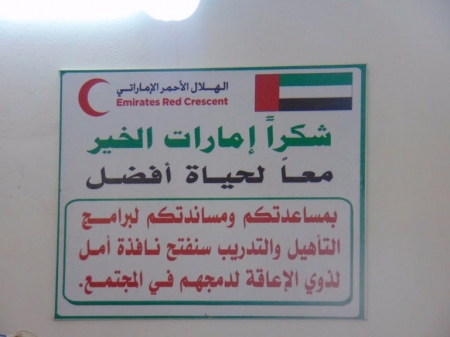 الهلال الأحمر الإماراتي
Emirates Red Crescent
شكراً إمارات الخير
معاً لحياة أفضل
بمساعدتكم ومساندتكم لبرامج
التأهيل والتدريب سنفتح نافذة أمل
لذوي الإعاقة لدمجهم في المجتمع.